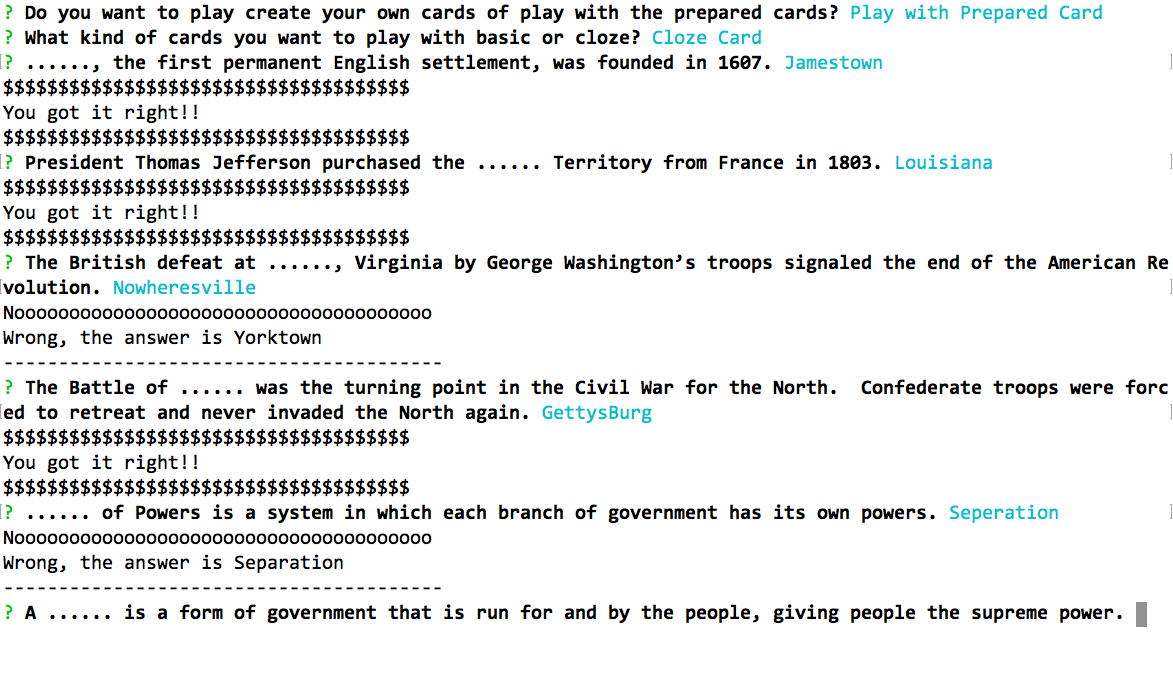 ? Do you want to play create your own cards of play with the prepared cards? Play with Prepared Card
? What kind of cards you want to play with basic or cloze? Cloze Card
? ......, the first permanent English settlement, was founded in 1607. Jamestown
$$$$$$$$$$$$$$$$$$$$$$$$$$$$$$$$$$$$$
You got it right!!
$$$$$$$$$$$$$$$$$$$$$$$$$$$$$$$$$$$$$
? President Thomas Jefferson purchased the ...... Territory from France in 1803. Louisiana
$$$$$$$$$$$$$$$$$$$$$$$$$$$$$$$$$$$$$
You got it right!!
$$$$$$$$$$$$$$$$$$$$$$$$$$$$$$$$$$$$$
? The British defeat at ......, Virginia by George Washington’s troops signaled the end of the American Re
volution. Nowheresville
Noooooooooooooooooooooooooooooooooooooo
Wrong, the answer is Yorktown
----------------------------------------
? The Battle of ...... was the turning point in the Civil War for the North.  Confederate troops were forc
ed to retreat and never invaded the North again. GettysBurg
$$$$$$$$$$$$$$$$$$$$$$$$$$$$$$$$$$$$$
You got it right!!
$$$$$$$$$$$$$$$$$$$$$$$$$$$$$$$$$$$$$
? ...... of Powers is a system in which each branch of government has its own powers. Seperation
Noooooooooooooooooooooooooooooooooooooo
Wrong, the answer is Separation
----------------------------------------
? A ...... is a form of government that is run for and by the people, giving people the supreme power.